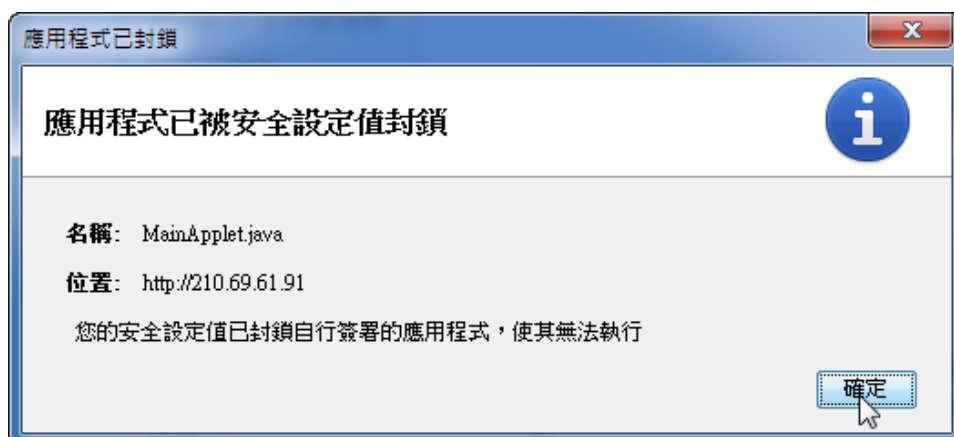 應用程式已封鎖
應用程式已被安全設定值封鎖
名稱: MainApplet.java
位置: http://210.69.61.91
您的安全設定值已封鎖自行簽署的應用程式，使其無法執行
確定